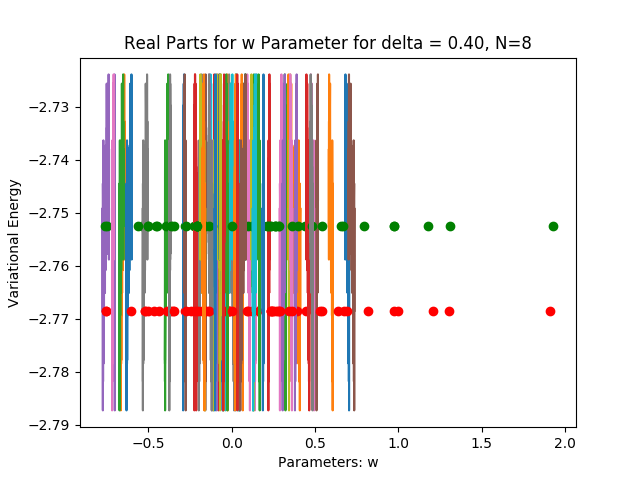 Real Parts for w Parameter for delta = 0.40, N=8
Variational Energy
−2.73
−2.74
−2.75
−2.76
−2.77
−2.78
−2.79
−0.5 0.0 0.5 1.0 1.5 2.0
Parameters: w